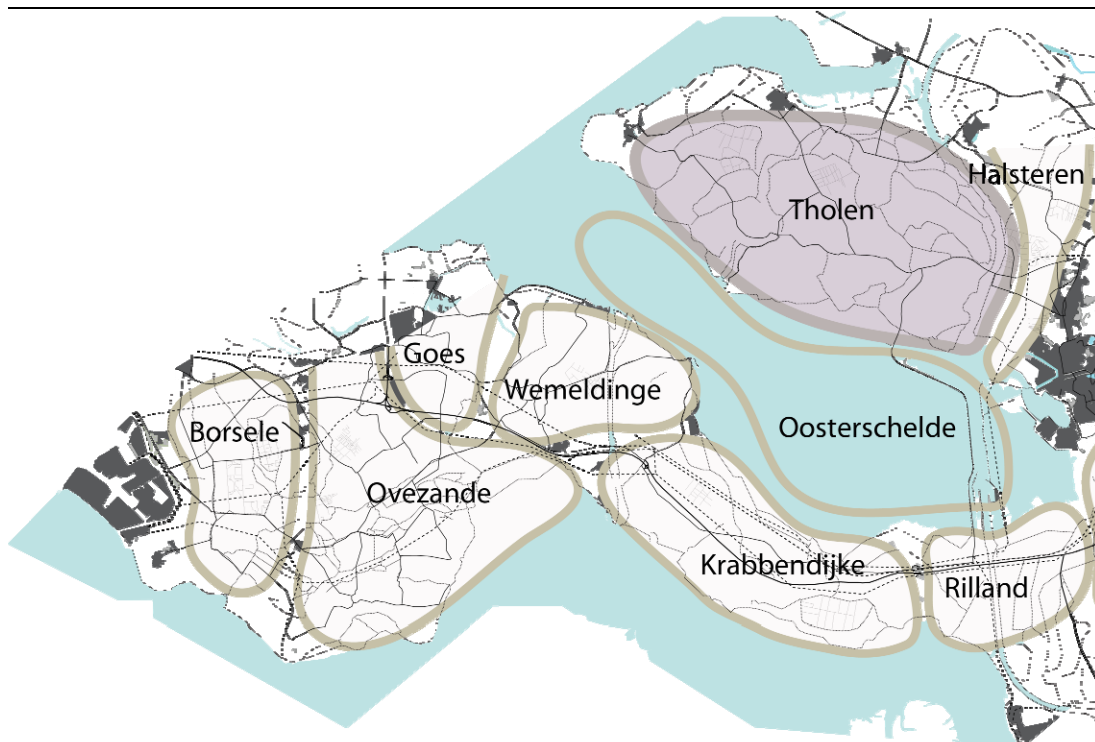 Halsteren
Tholen
Goes
Wemeldinge
Borsele
Oosterschelde
Ovezande
Krabbendijke
Rilland